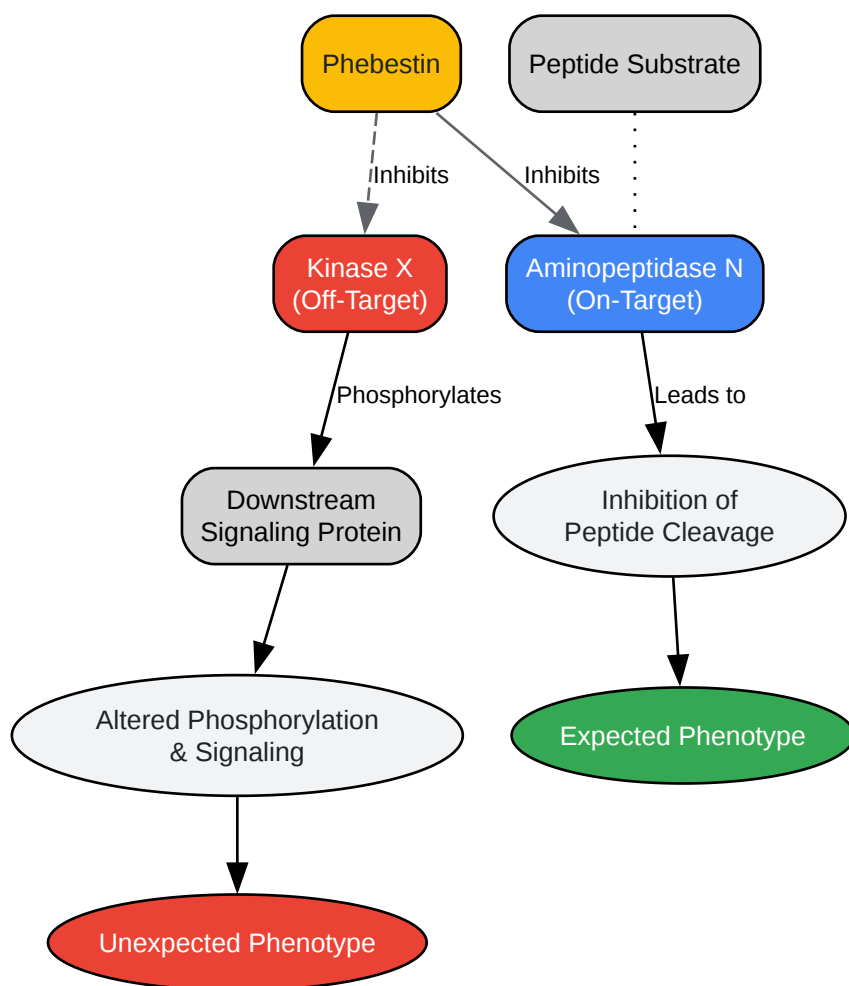 Phebestin
Peptide Substrate
Inhibits
Inhibits
Kinase X
(Off-Target)
Aminopeptidase N
(On-Target)
Phosphorylates
Leads to
Downstream
Signaling Protein
Inhibition of
Peptide Cleavage
Altered Phosphorylation
& Signaling
Expected Phenotype
Unexpected Phenotype